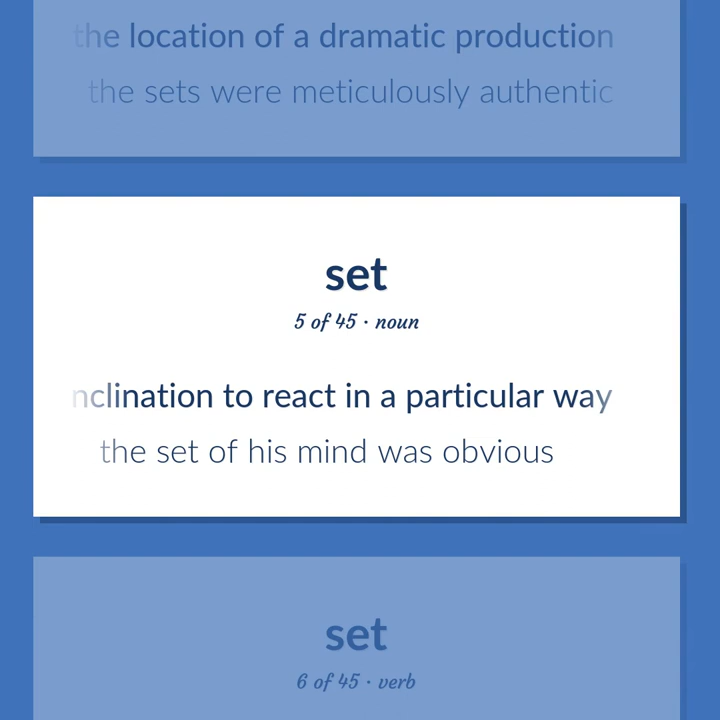 the location of a dramatic production
the sets were meticulously authentic
set
5 of 45 · noun
nclination to react in a particular way
the set of his mind was obvious
set
6 of 45 · verb